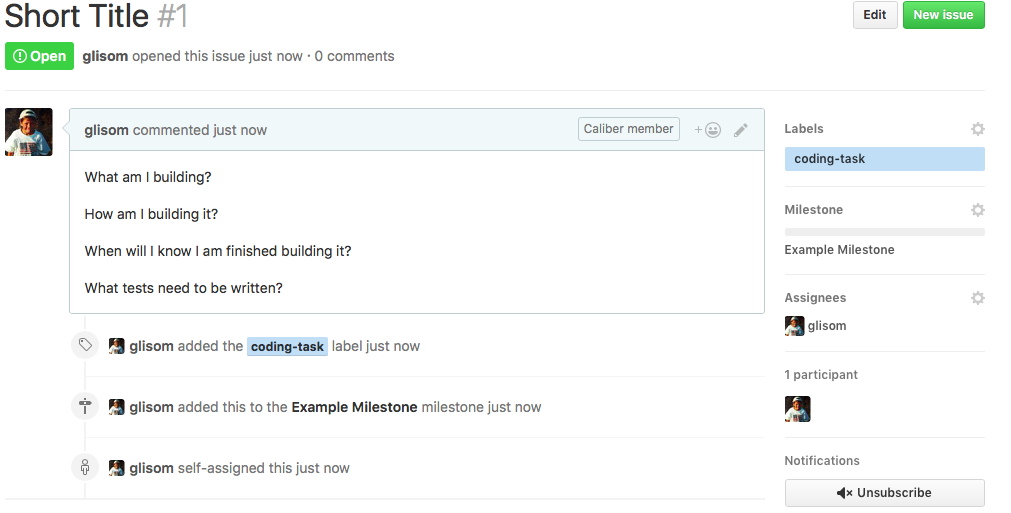 Short Title #1
Edit
New issue
Open
glisom opened this issue just now · 0 comments
glisom commented just now
Caliber member
+
What am I building?
How am I building it?
When will I know I am finished building it?
What tests need to be written?
glisom added the coding-task label just now
glisom added this to the Example Milestone milestone just now
glisom self-assigned this just now
Labels
coding-task
Milestone
Example Milestone
Assignees
glisom
1 participant
Notifications
Unsubscribe